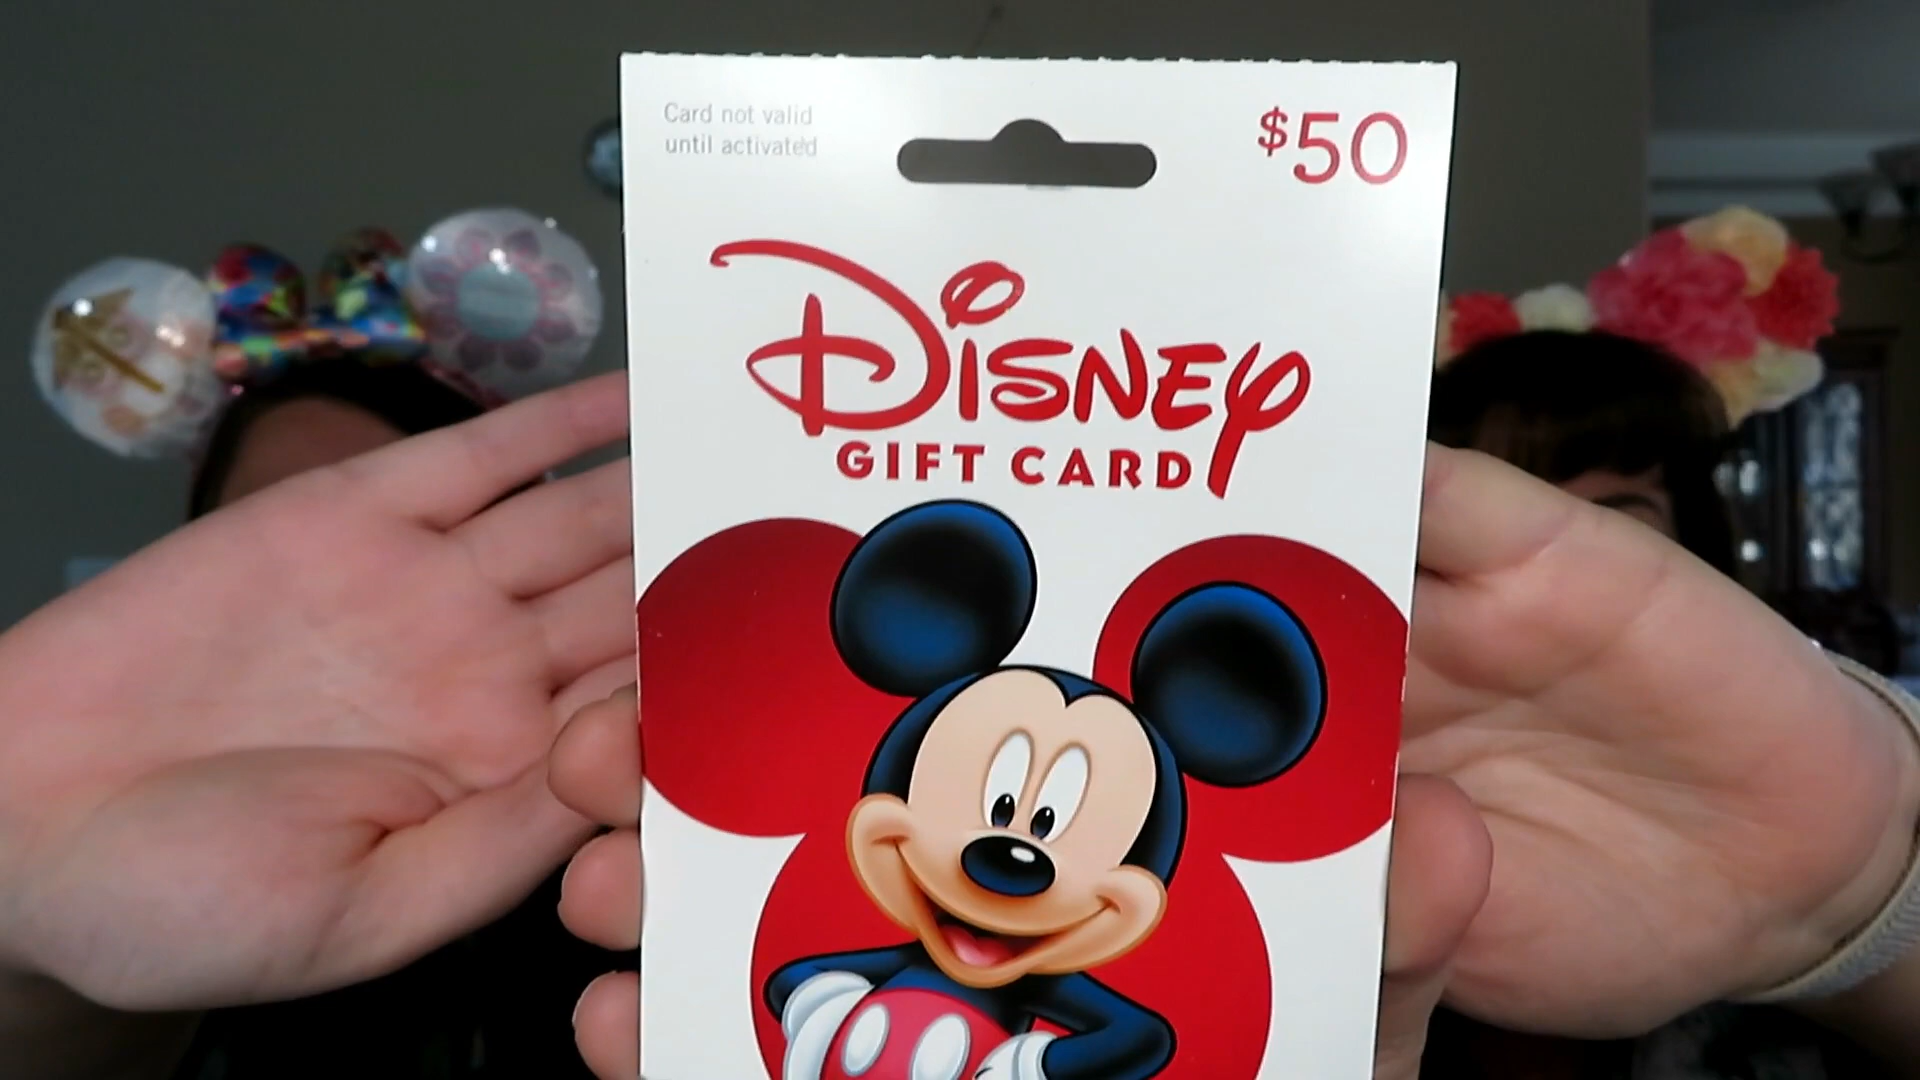 Card not valid
until activated
$50
DISNEY
GIFT CARD